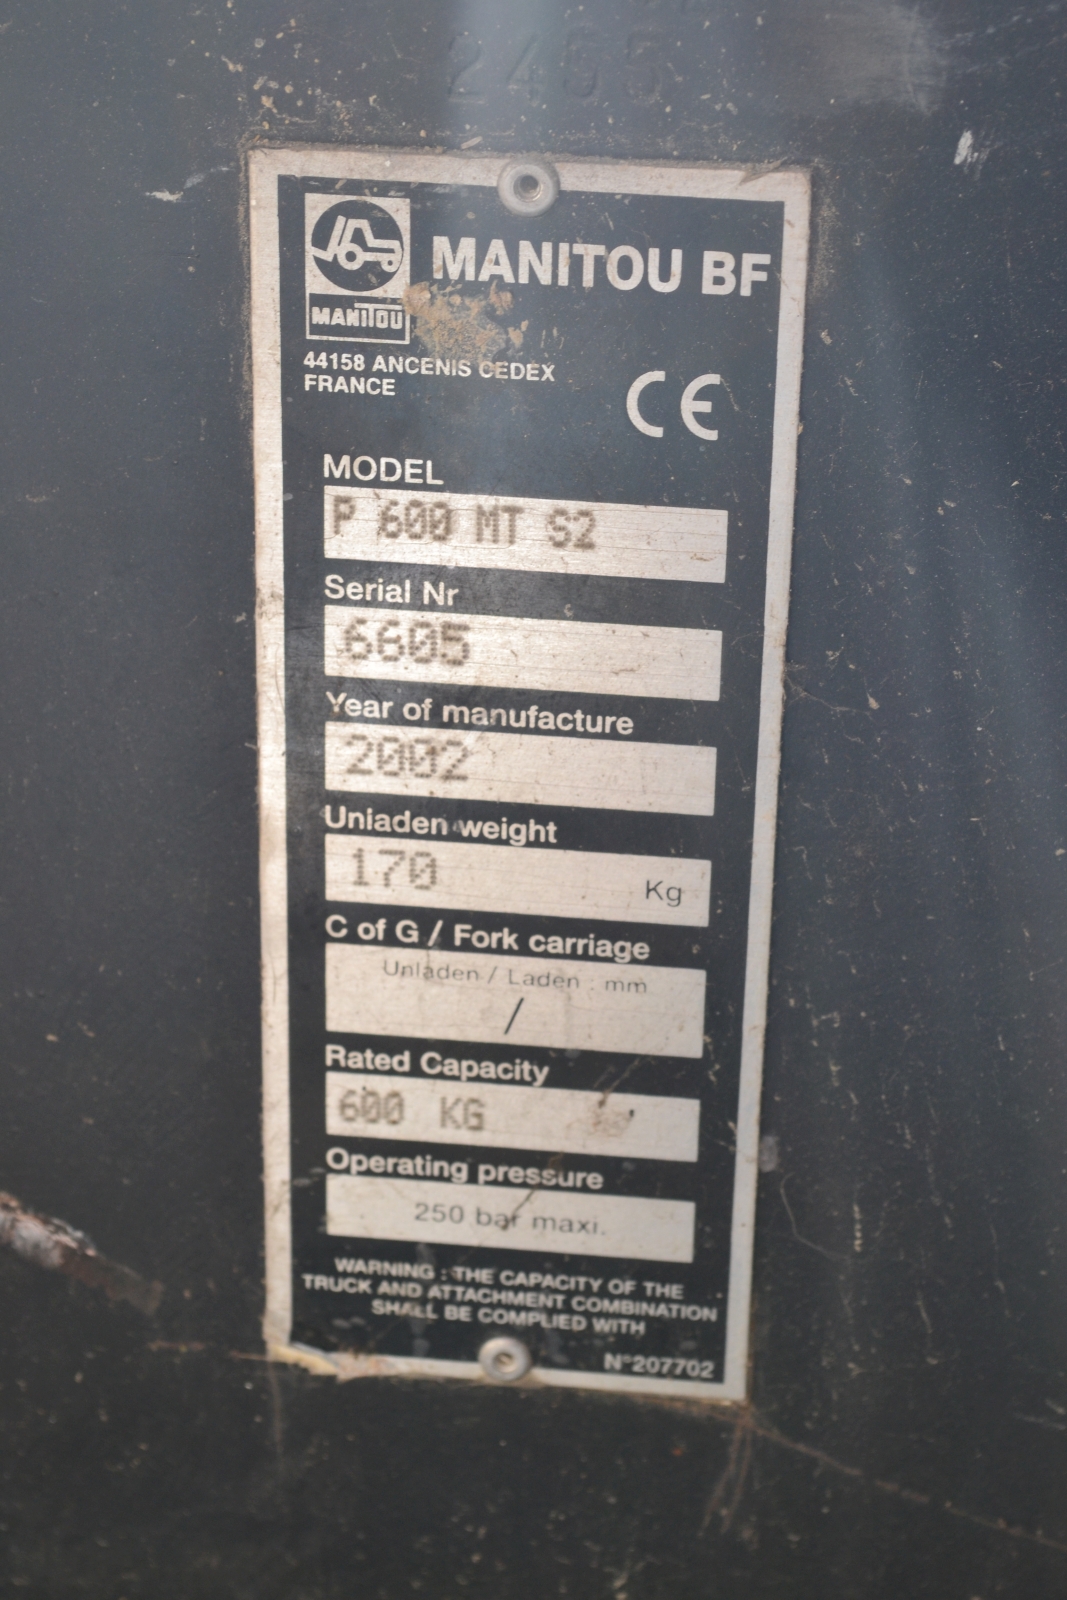 2455
MANITOU BF
MANITOU
44158 ANCENIS CEDEX
FRANCE
CE
MODEL
P 600 MT S2
Serial Nr
6605
Year of manufacture
2002
Unladen weight
170 Kg
C of G / Fork carriage
Unladen / Laden : mm
/
Rated Capacity
600 KG
Operating pressure
250 bar maxi.
WARNING : THE CAPACITY OF THE
TRUCK AND ATTACHMENT COMBINATION
SHALL BE COMPLIED WITH
N°207702